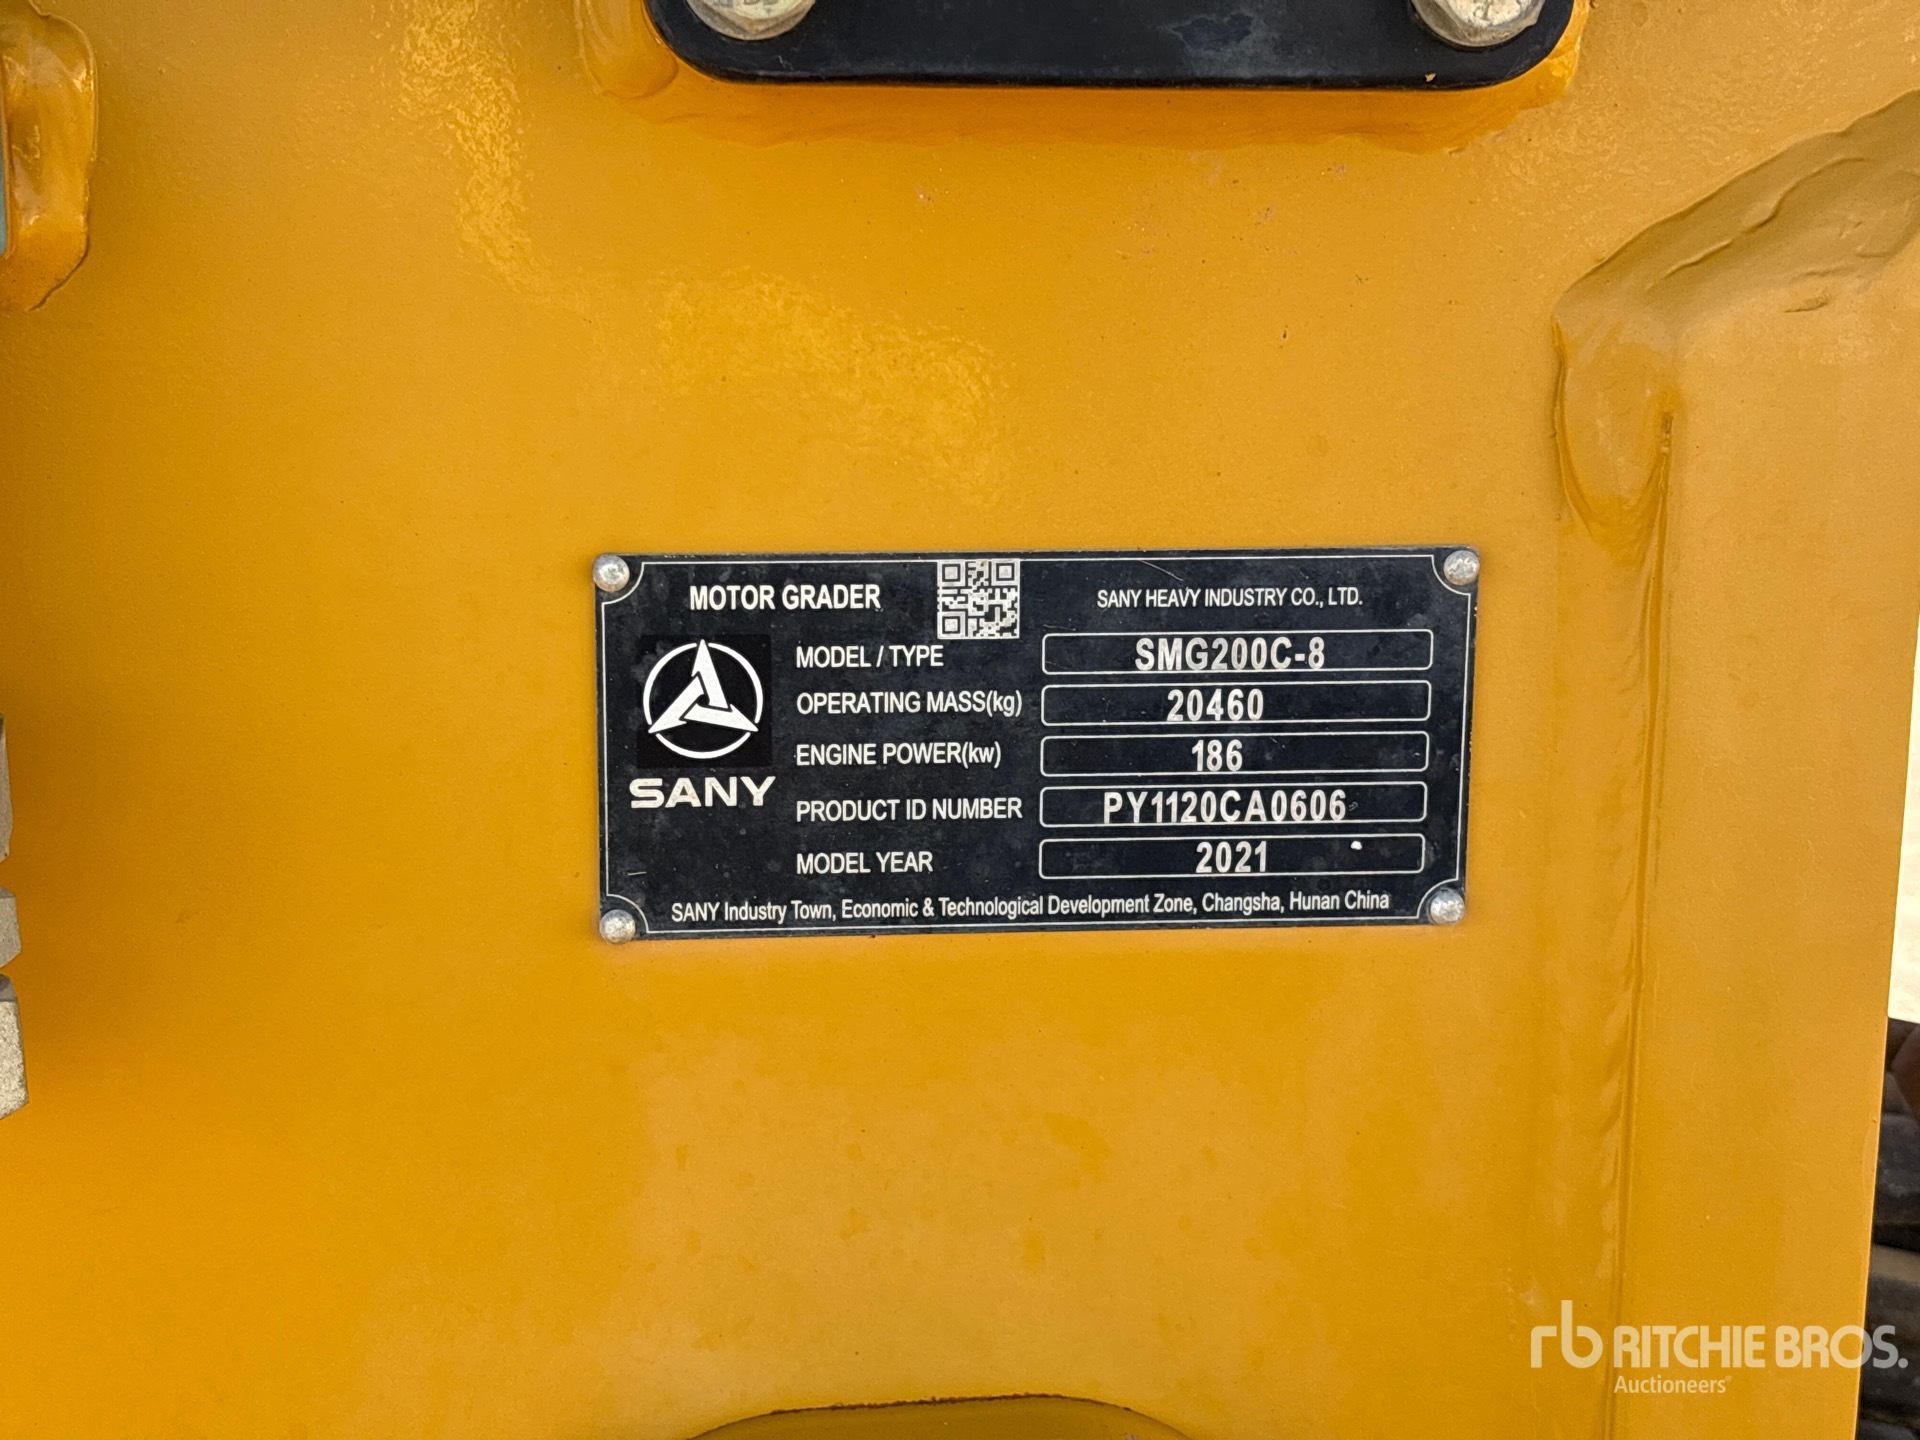 MOTOR GRADER
SANY HEAVY INDUSTRY CO., LTD.
MODEL / TYPE SMG200C-8
OPERATING MASS(kg) 20460
ENGINE POWER(kw) 186
SANY
PRODUCT ID NUMBER PY1120CA0606
MODEL YEAR 2021
SANY Industry Town, Economic & Technological Development Zone, Changsha, Hunan China
rb RITCHIE BROS.
Auctioneers